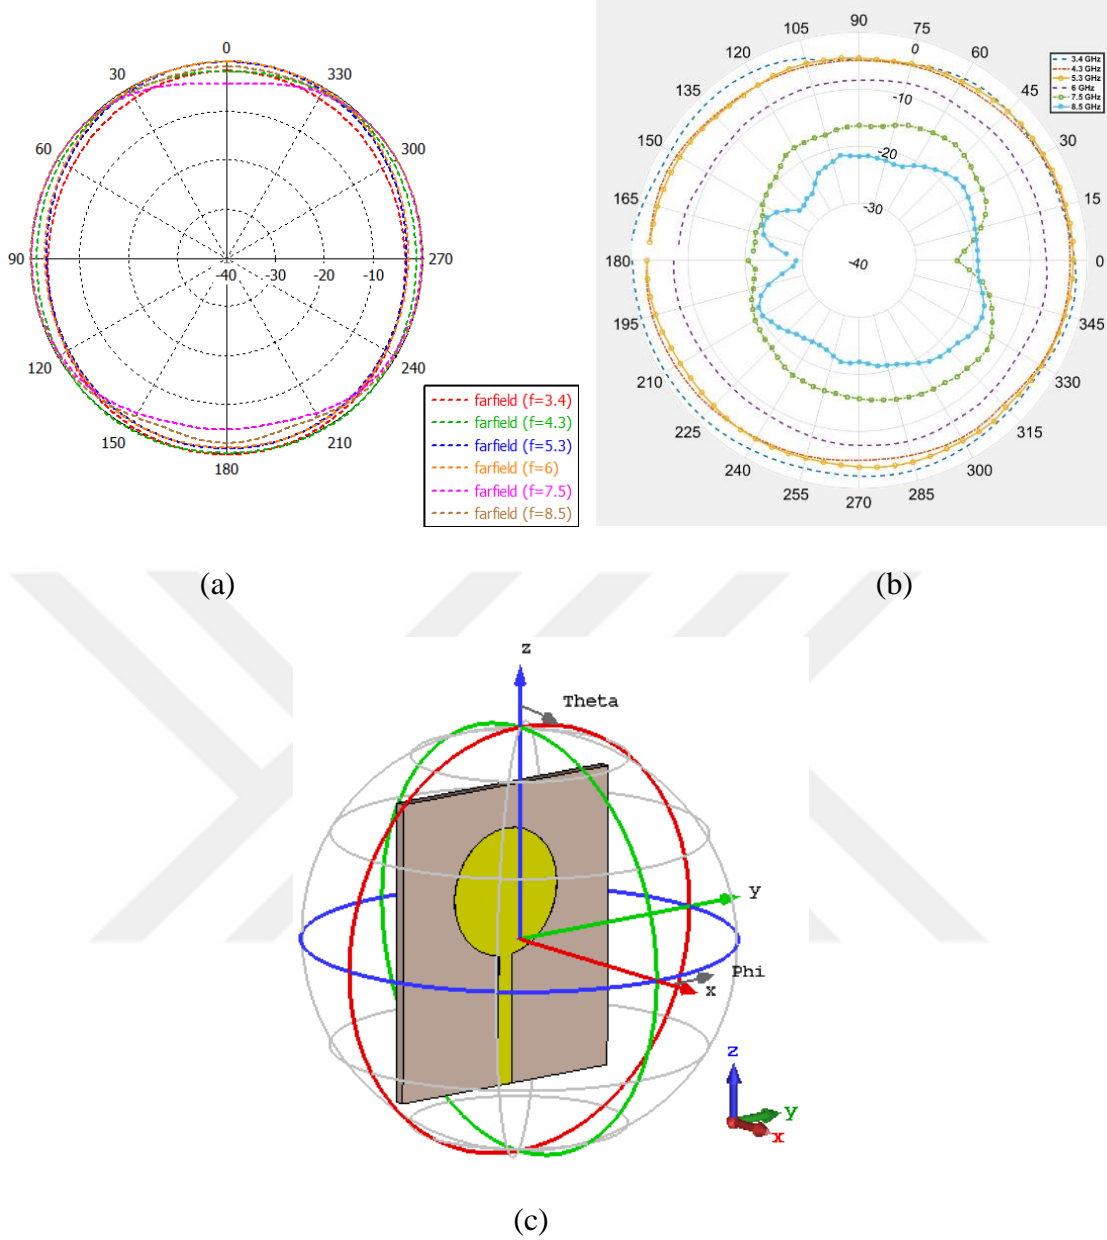 0
30
330
60
300
90
-40
-30
-20
-10
270
120
240
150
210
180
farfield (f=3.4)
farfield (f=4.3)
farfield (f=5.3)
farfield (f=6)
farfield (f=7.5)
farfield (f=8.5)
(a)
90
105
75
120
0
60
135
-10
45
150
-20
30
165
-30
15
180
-40
0
195
345
210
330
225
315
240
300
255
285
270
3.4 GHz
4.3 GHz
5.3 GHz
6 GHz
7.5 GHz
8.5 GHz
(b)
z
Theta
y
Phi
x
z
y
x
(c)